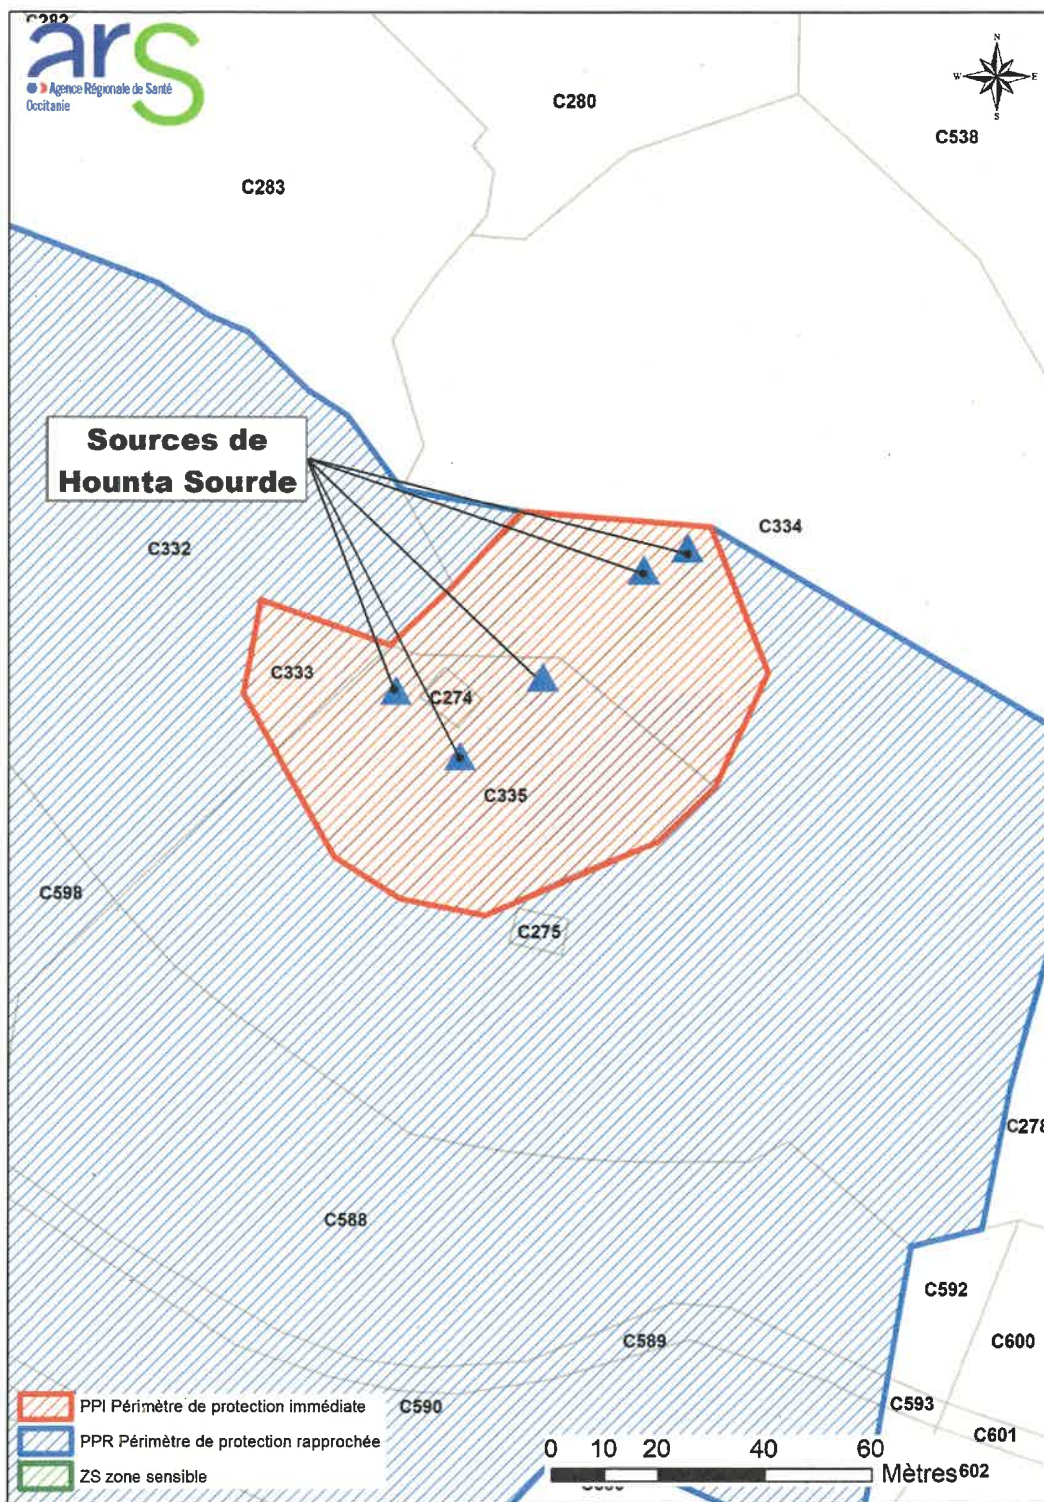 C282
ars
Agence Régionale de Santé
Occitanie
N
W E
S
C280
C538
C283
Sources de
Hounta Sourde
C334
C332
C333
C274
C335
C598
C275
C278
C588
C592
C589
C600
C593
C590
C601
602
PPI Périmètre de protection immédiate
PPR Périmètre de protection rapprochée
ZS zone sensible
0 10 20 40 60
Mètres